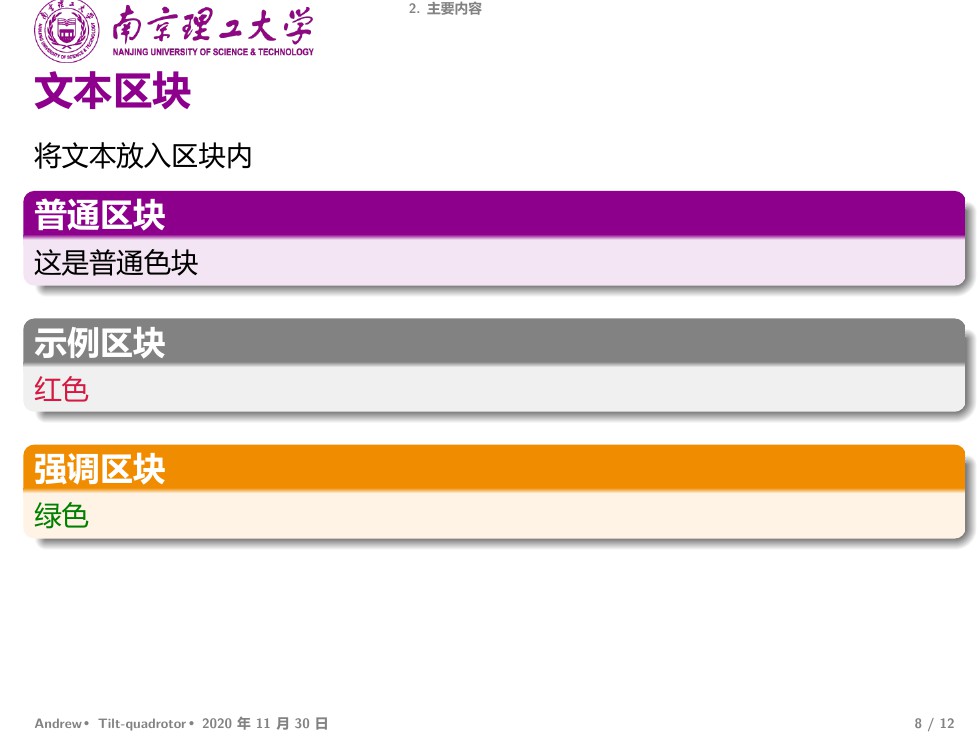 南京理工大学
NANJING UNIVERSITY OF SCIENCE & TECHNOLOGY
2. 主要内容
文本区块
将文本放入区块内
普通区块
这是普通色块
示例区块
红色
强调区块
绿色
Andrew• Tilt-quadrotor • 2020 年 11 月 30 日
8 / 12